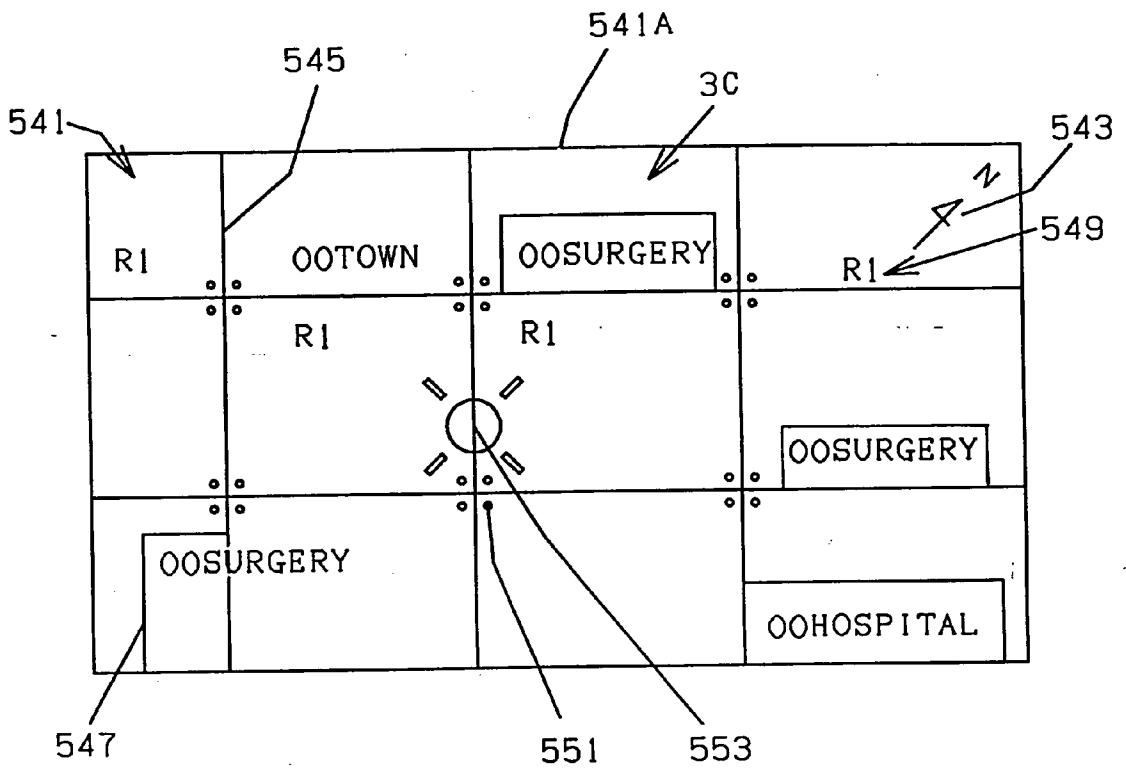 541A
545
3C
541
543
N
549
R1
OOTOWN
OOSURGERY
R1
R1
R1
OOSURGERY
OOSURGERY
OOHOSPITAL
547
551
553